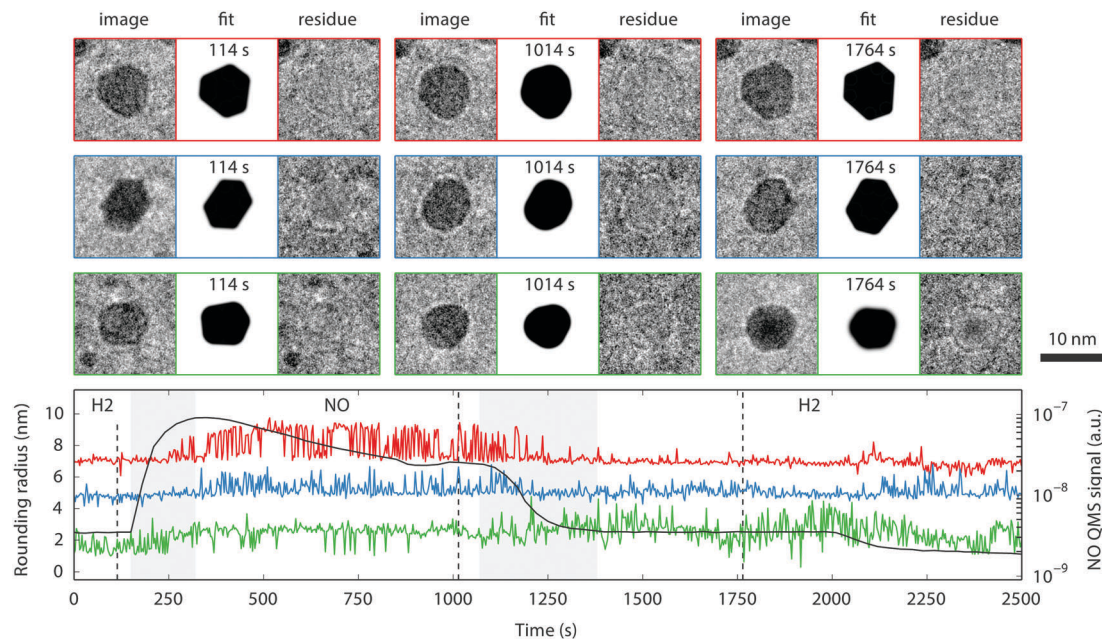 image fit residue image fit residue image fit residue
114 s 1014 s 1764 s
114 s 1014 s 1764 s
114 s 1014 s 1764 s
10 nm
H2 NO H2
10
8
6
4
2
0
Rounding radius (nm)
10⁻⁷
10⁻⁸
10⁻⁹
NO QMS signal (a.u.)
0 250 500 750 1000 1250 1500 1750 2000 2250 2500
Time (s)